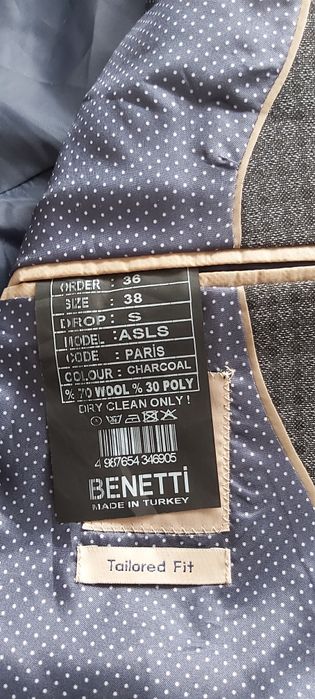 ORDER : 36
SIZE : 38
DROP : S
MODEL : ASLS
CODE : PARİS
COLOUR : CHARCOAL
% 70 WOOL % 30 POLY
DRY CLEAN ONLY !
4 987654 346905
BENETTİ
MADE IN TURKEY
Tailored Fit